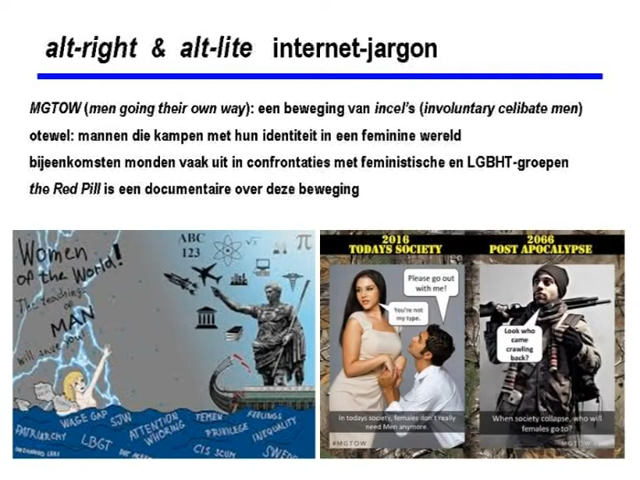 alt-right & alt-lite internet-jargon
MGTOW (men going their own way): een beweging van incel's (involuntary celibate men)
otewel: mannen die kampen met hun identiteit in een feminine wereld
bijeenkomsten monden vaak uit in confrontaties met feministische en LGBHT-groepen
the Red Pill is een documentaire over deze beweging
Women
of the World!
The teachings
of
MAN
will save you
ABC
123
π
WAGE GAP
SJW
ATTENTION
WHORING
YEMEN
FEELINGS
PATRIARCHY
LBGT
PRIVILEGE
INEQUALITY
CIS SCUM
SWEDEN
2016
TODAYS SOCIETY
Please go out
with me!
You're not
my type.
In todays society, females don't really
need Men anymore.
#MGTOW
2066
POST APOCALYPSE
Look who
came
crawling
back?
When society collapse, who will
females go to?
MGTOW